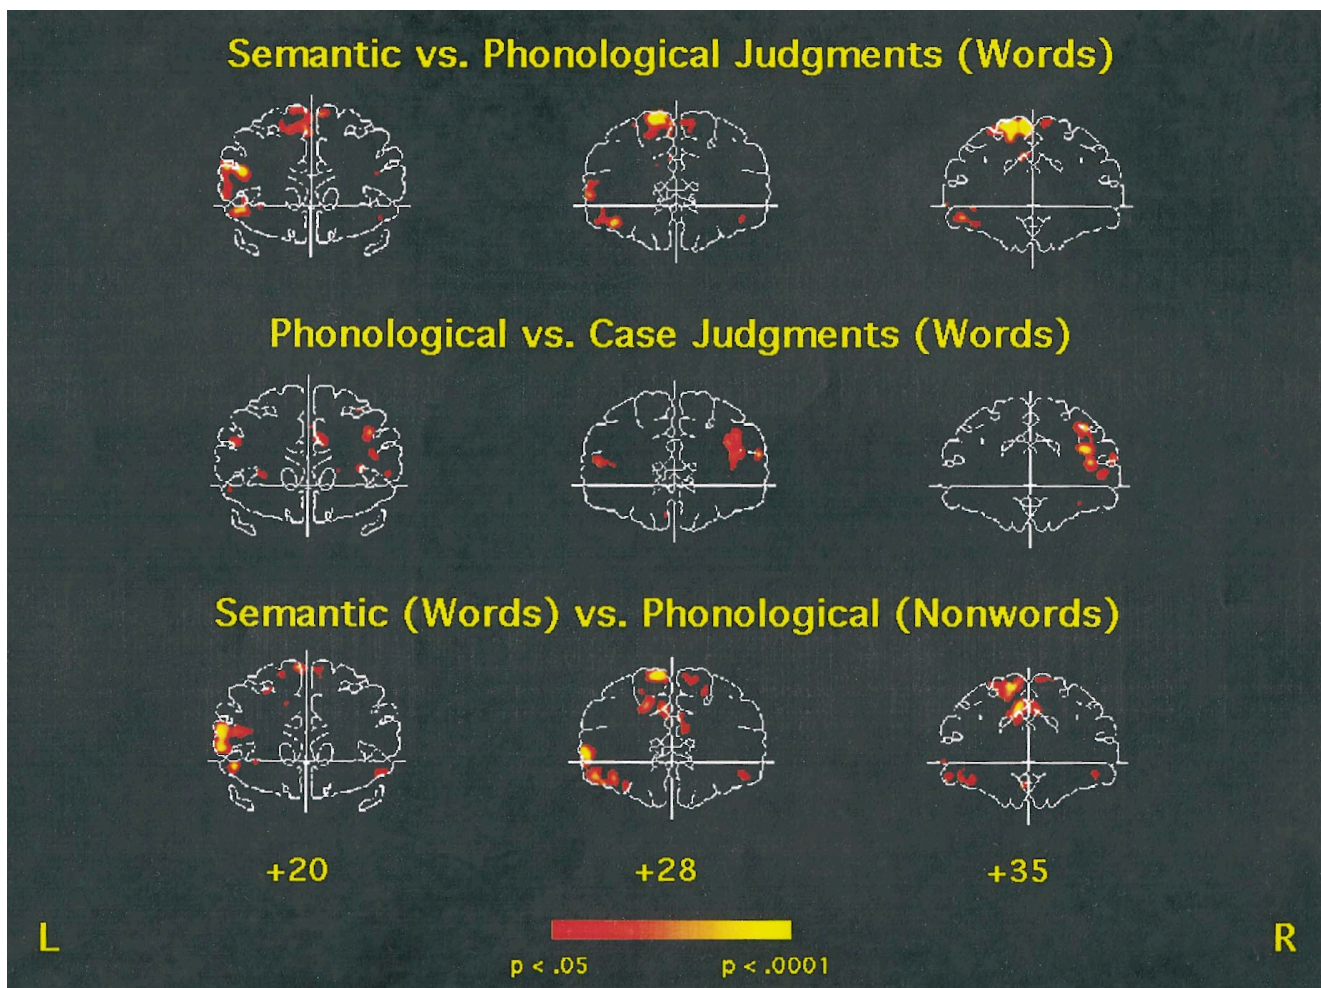 Semantic vs. Phonological Judgments (Words)
Phonological vs. Case Judgments (Words)
Semantic (Words) vs. Phonological (Nonwords)
+20 +28 +35
L R
p < .05 p < .0001